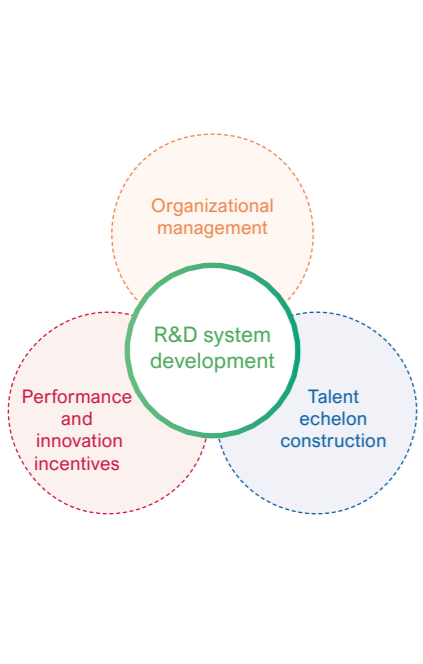 Organizational
management
R&D system
development
Performance
and
innovation
incentives
Talent
echelon
construction